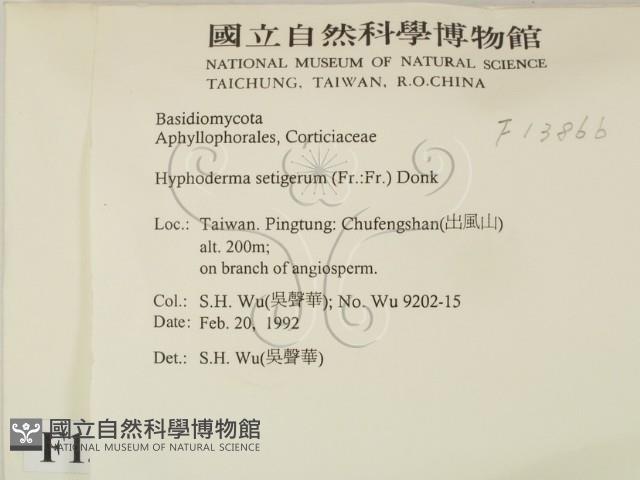 國立自然科學博物館
NATIONAL MUSEUM OF NATURAL SCIENCE
TAICHUNG, TAIWAN, R.O.CHINA
Basidiomycota
Aphyllophorales, Corticiaceae
F13866
Hyphoderma setigerum (Fr.:Fr.) Donk
Loc.: Taiwan. Pingtung: Chufengshan(出風山)
alt. 200m;
on branch of angiosperm.
Col.: S.H. Wu(吳聲華); No. Wu 9202-15
Date: Feb. 20, 1992
Det.: S.H. Wu(吳聲華)
國立自然科學博物館
NATIONAL MUSEUM OF NATURAL SCIENCE
F1